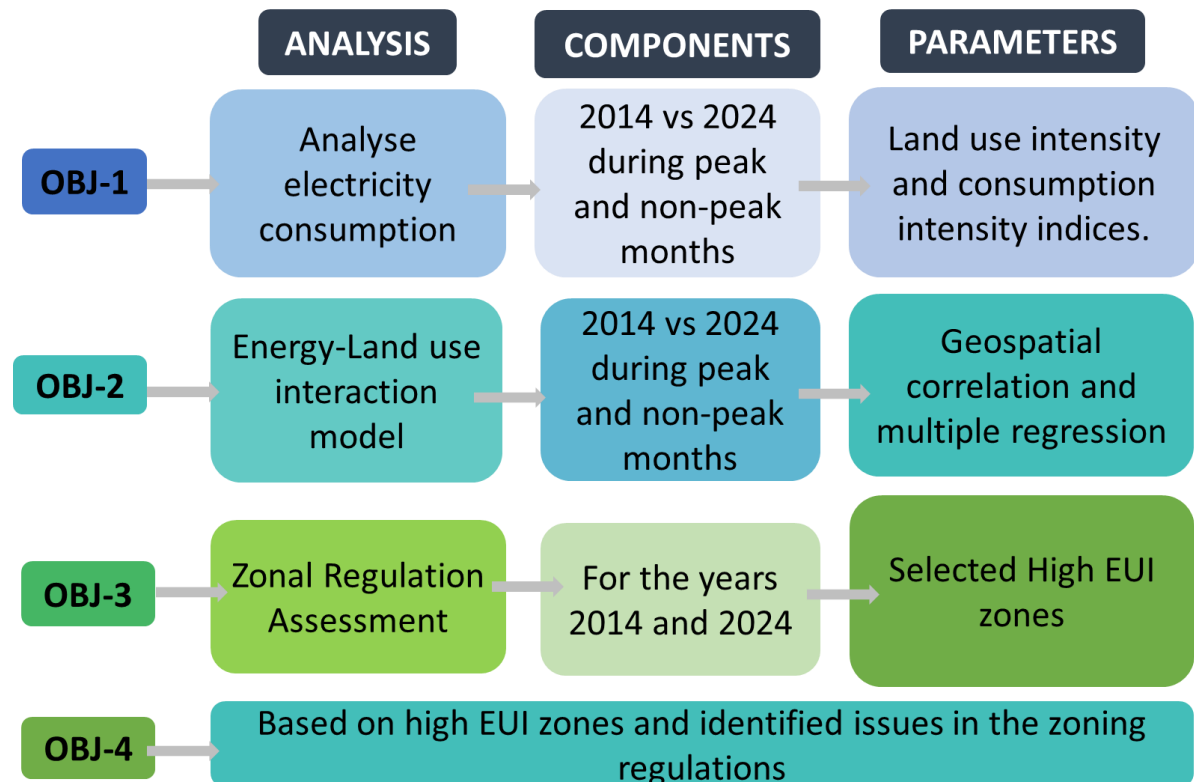 ANALYSIS
COMPONENTS
PARAMETERS
OBJ-1
Analyse
electricity
consumption
2014 vs 2024
during peak
and non-peak
months
Land use intensity
and consumption
intensity indices.
OBJ-2
Energy-Land use
interaction
model
2014 vs 2024
during peak
and non-peak
months
Geospatial
correlation and
multiple regression
OBJ-3
Zonal Regulation
Assessment
For the years
2014 and 2024
Selected High EUI
zones
OBJ-4
Based on high EUI zones and identified issues in the zoning
regulations